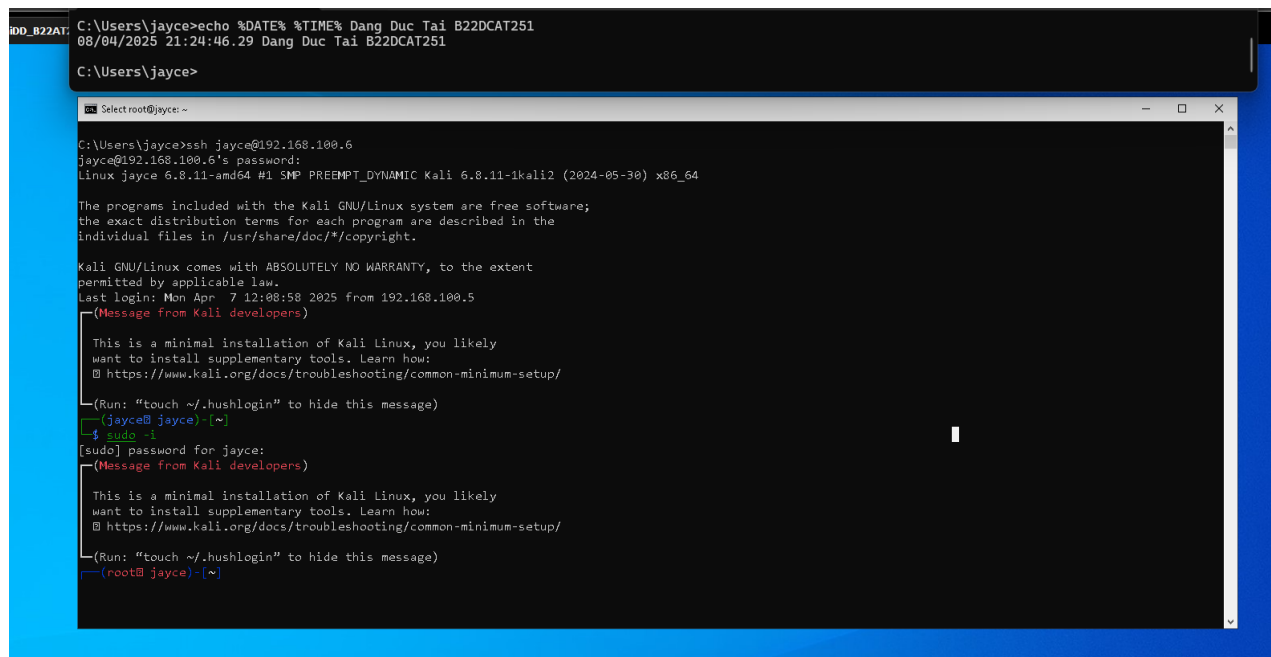 iDD_B22AT
C:\Users\jayce>echo %DATE% %TIME% Dang Duc Tai B22DCAT251
08/04/2025 21:24:46.29 Dang Duc Tai B22DCAT251
C:\Users\jayce>
Select root@jayce: ~
C:\Users\jayce>ssh jayce@192.168.100.6
jayce@192.168.100.6's password:
Linux jayce 6.8.11-amd64 #1 SMP PREEMPT_DYNAMIC Kali 6.8.11-1kali2 (2024-05-30) x86_64
The programs included with the Kali GNU/Linux system are free software;
the exact distribution terms for each program are described in the
individual files in /usr/share/doc/*/copyright.
Kali GNU/Linux comes with ABSOLUTELY NO WARRANTY, to the extent
permitted by applicable law.
Last login: Mon Apr  7 12:08:58 2025 from 192.168.100.5
┌─(Message from Kali developers)
│ This is a minimal installation of Kali Linux, you likely
│ want to install supplementary tools. Learn how:
│ ⍰ https://www.kali.org/docs/troubleshooting/common-minimum-setup/
└─(Run: “touch ~/.hushlogin” to hide this message)
┌──(jayce⍰ jayce)-[~]
└─$ sudo -i
[sudo] password for jayce:
┌─(Message from Kali developers)
│ This is a minimal installation of Kali Linux, you likely
│ want to install supplementary tools. Learn how:
│ ⍰ https://www.kali.org/docs/troubleshooting/common-minimum-setup/
└─(Run: “touch ~/.hushlogin” to hide this message)
┌──(root⍰ jayce)-[~]